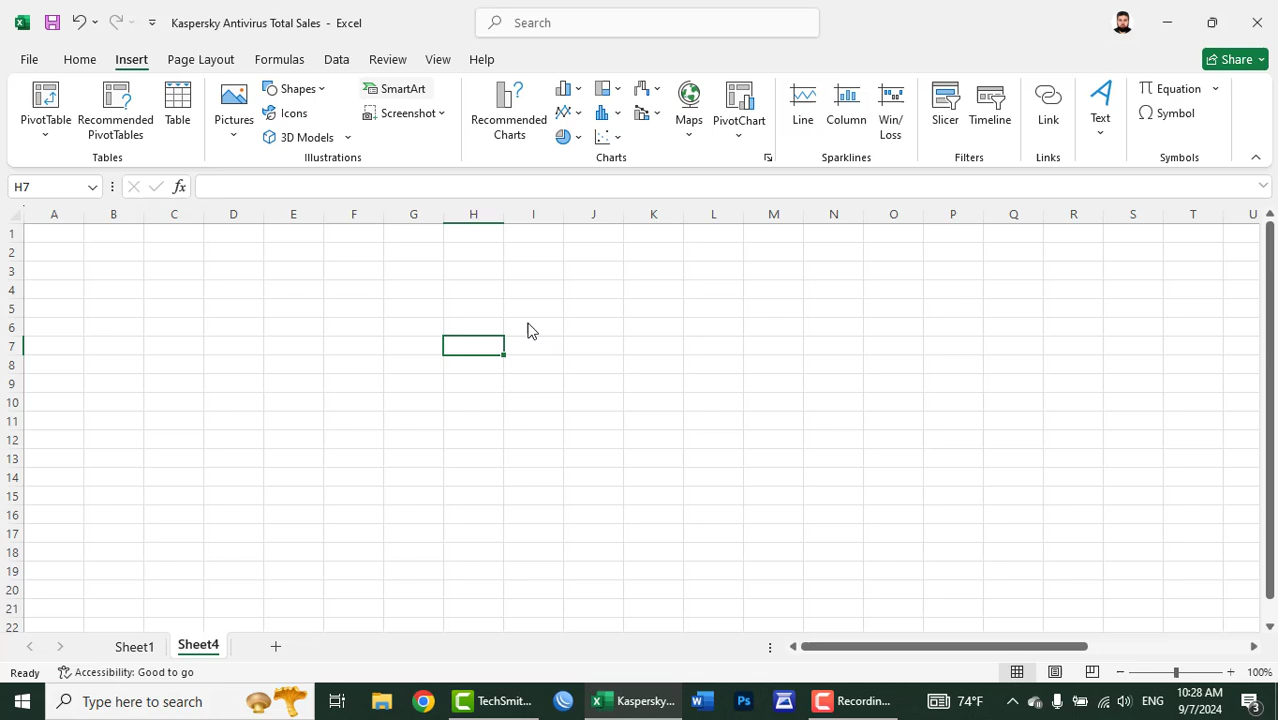 Kaspersky Antivirus Total Sales - Excel
Search
File Home Insert Page Layout Formulas Data Review View Help
Share
PivotTable
Recommended PivotTables
Table
Tables
Pictures
Shapes
Icons
3D Models
SmartArt
Screenshot
Illustrations
Recommended Charts
Maps
PivotChart
Charts
Line
Column
Win/ Loss
Sparklines
Slicer
Timeline
Filters
Link
Links
Text
Equation
Symbol
Symbols
H7
fx
A B C D E F G H I J K L M N O P Q R S T U
1
2
3
4
5
6
7
8
9
10
11
12
13
14
15
16
17
18
19
20
21
22
Sheet1 Sheet4
Ready Accessibility: Good to go 100%
Type here to search
TechSmit...
Kaspersky...
Recordin...
74°F
ENG
10:28 AM
9/7/2024
3